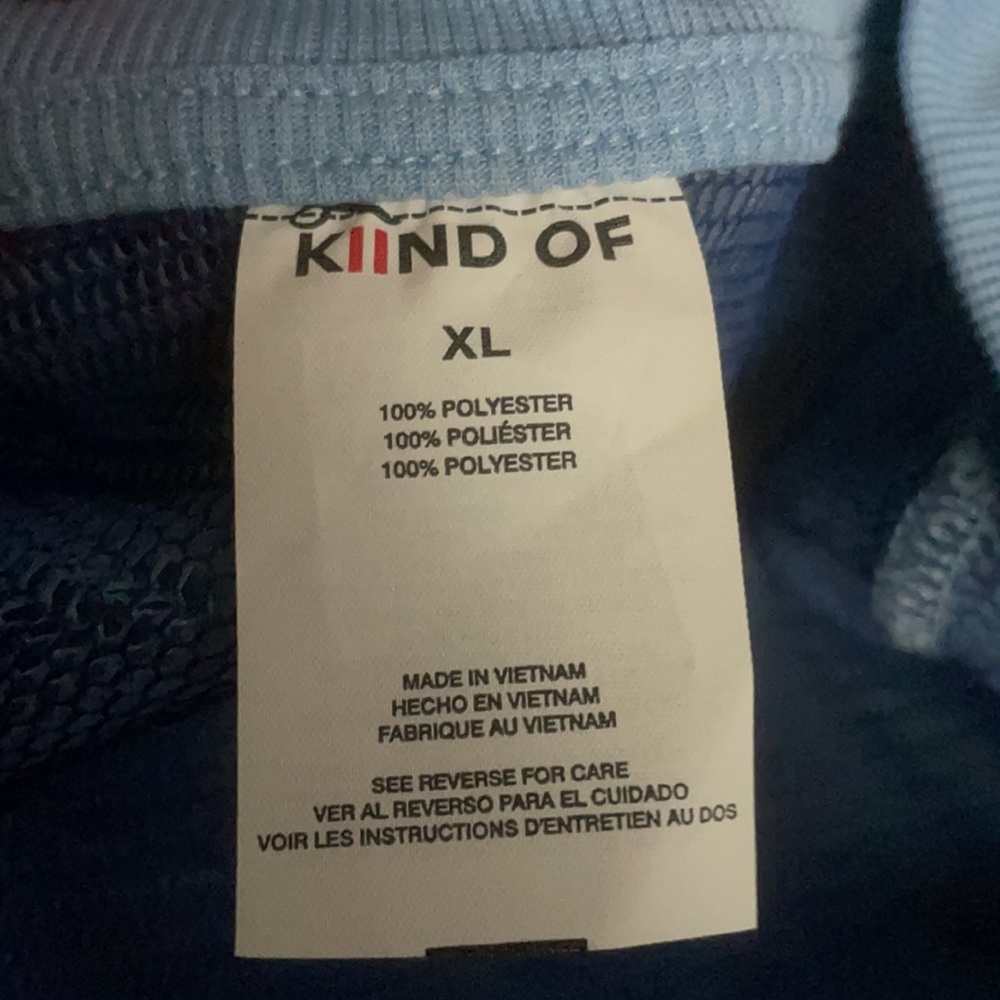 KIIND OF
XL
100% POLYESTER
100% POLIÉSTER
100% POLYESTER
MADE IN VIETNAM
HECHO EN VIETNAM
FABRIQUE AU VIETNAM
SEE REVERSE FOR CARE
VER AL REVERSO PARA EL CUIDADO
VOIR LES INSTRUCTIONS D'ENTRETIEN AU DOS